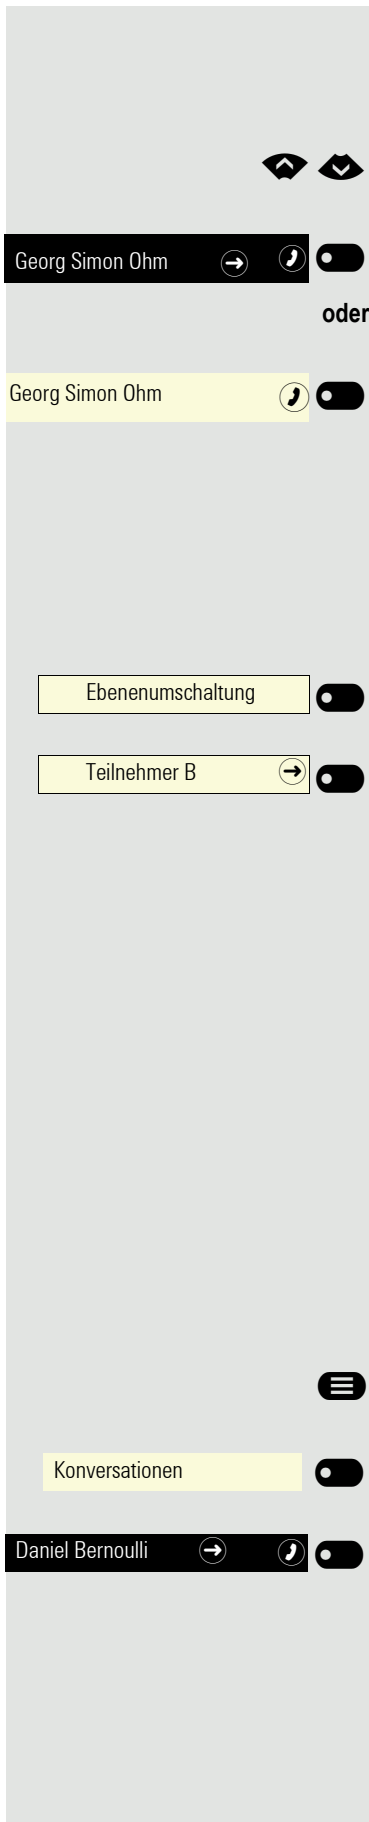 Georg Simon Ohm
oder
Georg Simon Ohm
Ebenenumschaltung
Teilnehmer B
Konversationen
Daniel Bernoulli